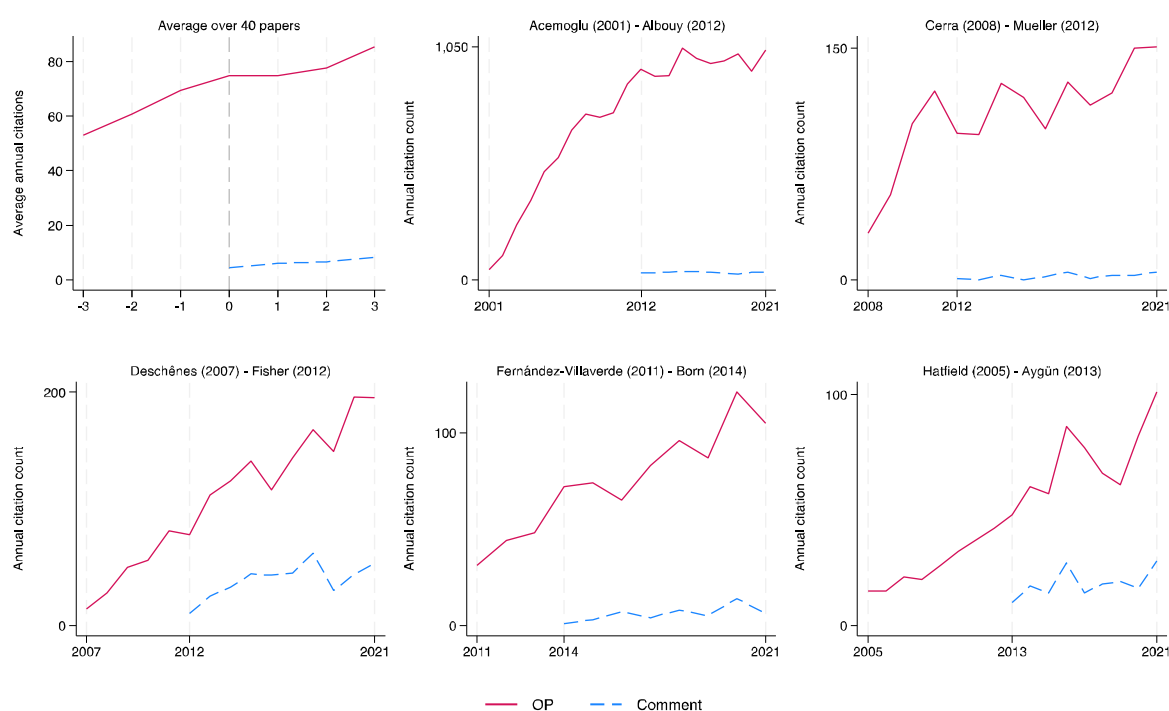 Average over 40 papers
Average annual citations
80
60
40
20
0
-3 -2 -1 0 1 2 3
Acemoglu (2001) - Albouy (2012)
Annual citation count
1,050
0
2001 2012 2021
Cerra (2008) - Mueller (2012)
Annual citation count
150
0
2008 2012 2021
Deschênes (2007) - Fisher (2012)
Annual citation count
200
0
2007 2012 2021
Fernández-Villaverde (2011) - Born (2014)
Annual citation count
100
0
2011 2014 2021
Hatfield (2005) - Aygün (2013)
Annual citation count
100
0
2005 2013 2021
OP Comment